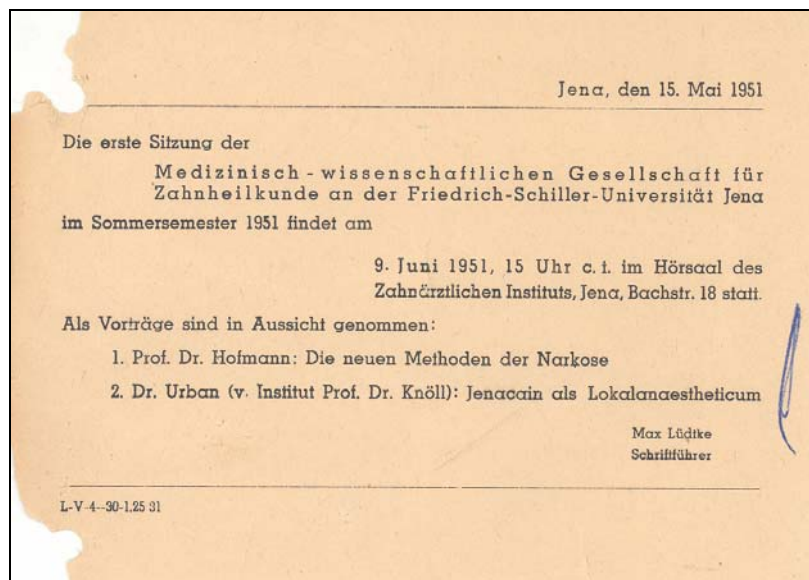 Jena, den 15. Mai 1951
Die erste Sitzung der
Medizinisch - wissenschaftlichen Gesellschaft für
Zahnheilkunde an der Friedrich-Schiller-Universität Jena
im Sommersemester 1951 findet am
9. Juni 1951, 15 Uhr c. t. im Hörsaal des
Zahnärztlichen Instituts, Jena, Bachstr. 18 statt.
Als Vorträge sind in Aussicht genommen:
1. Prof. Dr. Hofmann: Die neuen Methoden der Narkose
2. Dr. Urban (v. Institut Prof. Dr. Knöll): Jenacain als Lokalanaestheticum
Max Lüdtke
Schriftführer
L-V-4--30-1,25 31